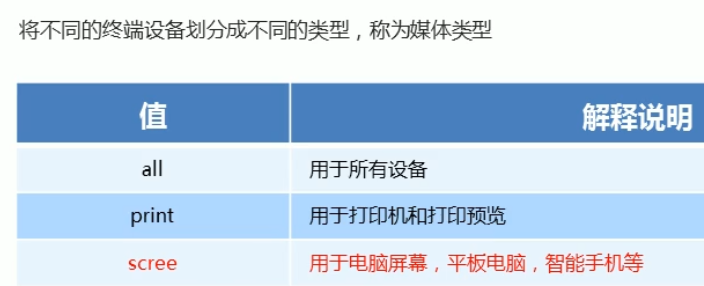 将不同的终端设备划分成不同的类型，称为媒体类型
值 解释说明
all 用于所有设备
print 用于打印机和打印预览
scree 用于电脑屏幕，平板电脑，智能手机等